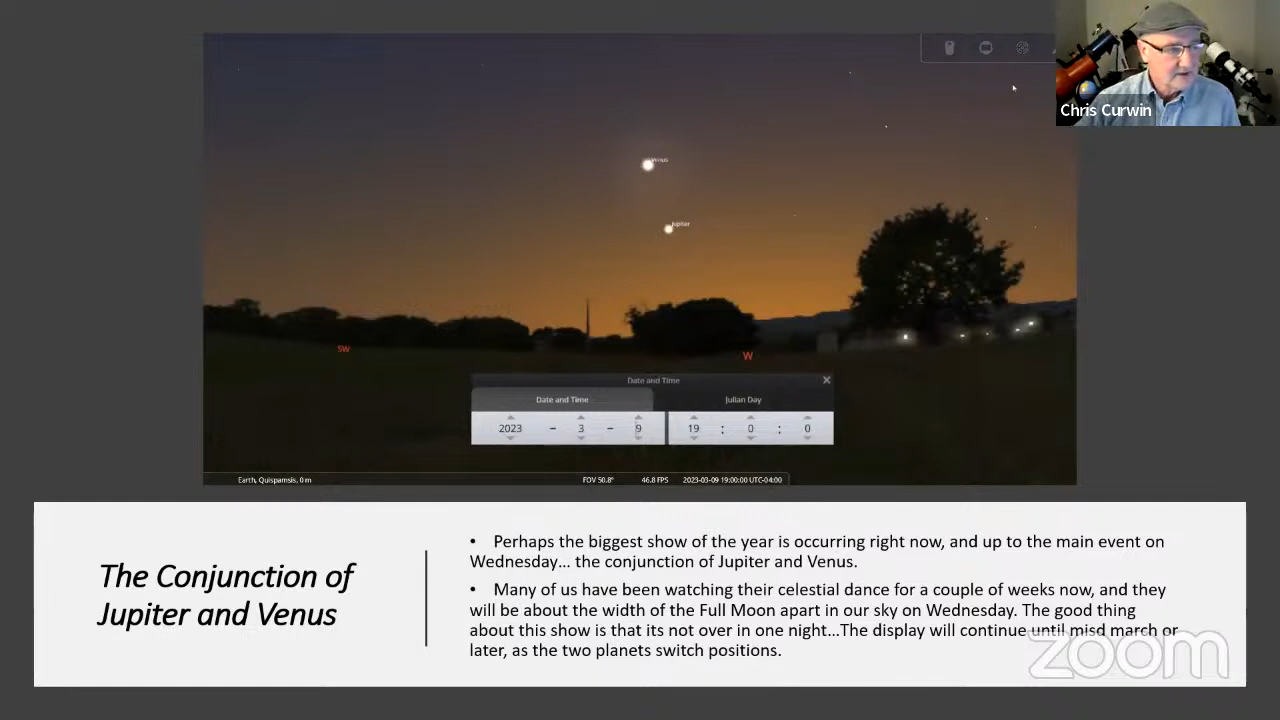 Chris Curwin
Venus
Jupiter
SW
W
Date and Time
Date and Time
Julian Day
2023 - 3 - 9 19 : 0 : 0
Earth, Quispamsis, 0 m FOV 50.8° 46.8 FPS 2023-03-09 19:00:00 UTC-04:00
The Conjunction of
Jupiter and Venus
• Perhaps the biggest show of the year is occurring right now, and up to the main event on
Wednesday... the conjunction of Jupiter and Venus.
• Many of us have been watching their celestial dance for a couple of weeks now, and they
will be about the width of the Full Moon apart in our sky on Wednesday. The good thing
about this show is that its not over in one night...The display will continue until misd march or
later, as the two planets switch positions.
zoom